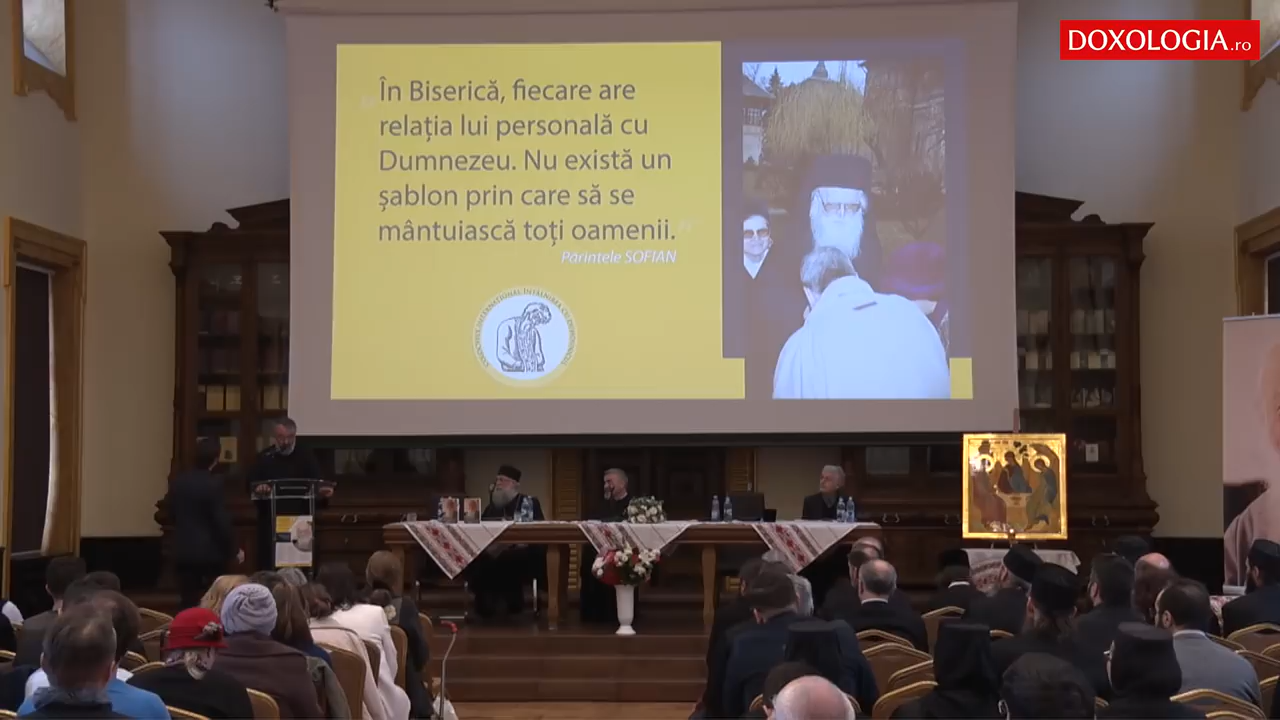 DOXOLOGIA.ro
„În Biserică, fiecare are
relația lui personală cu
Dumnezeu. Nu există un
șablon prin care să se
mântuiască toți oamenii.”
Părintele SOFIAN